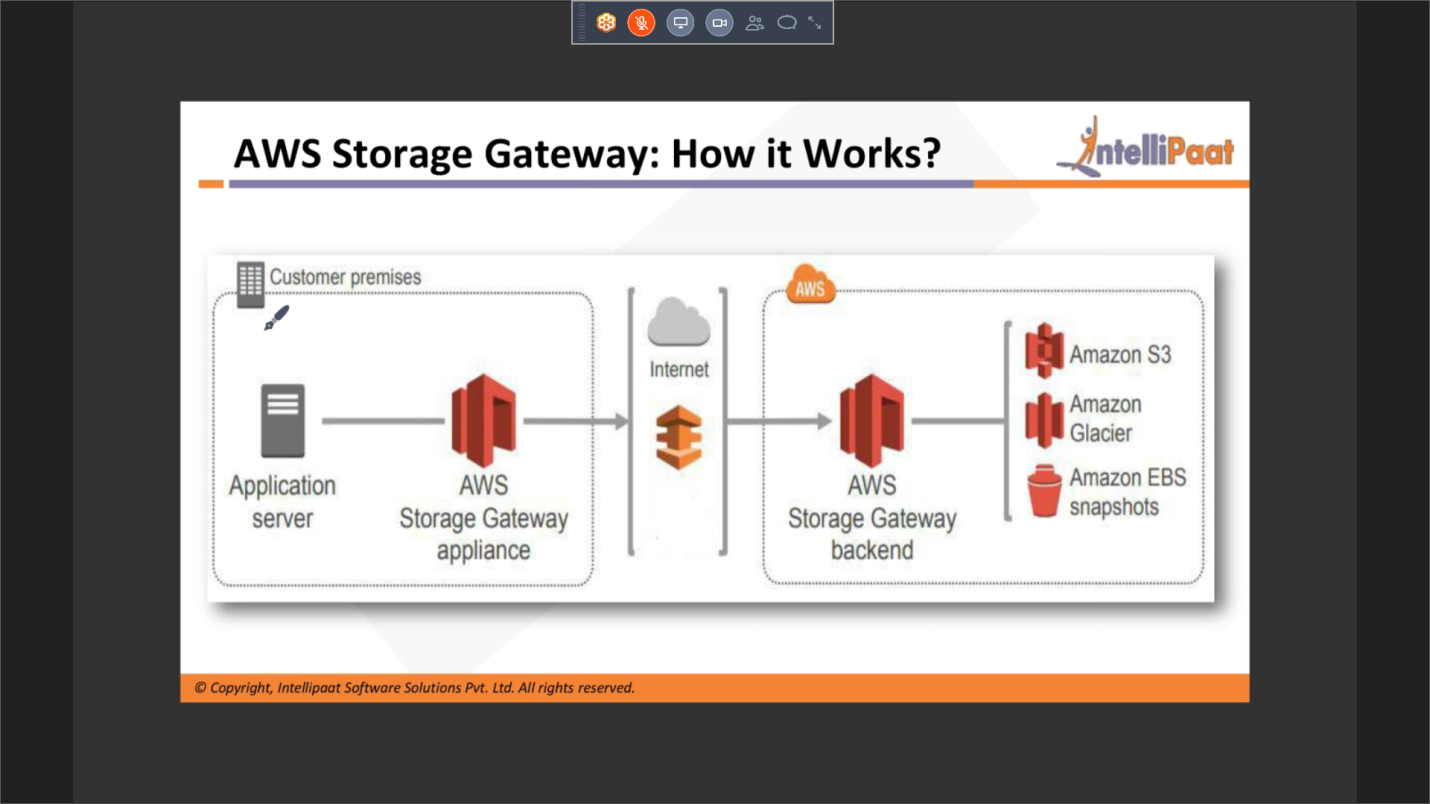 AWS Storage Gateway: How it Works?
IntelliPaat
Customer premises
Application
server
AWS
Storage Gateway
appliance
Internet
AWS
AWS
Storage Gateway
backend
Amazon S3
Amazon
Glacier
Amazon EBS
snapshots
© Copyright, Intellipaat Software Solutions Pvt. Ltd. All rights reserved.